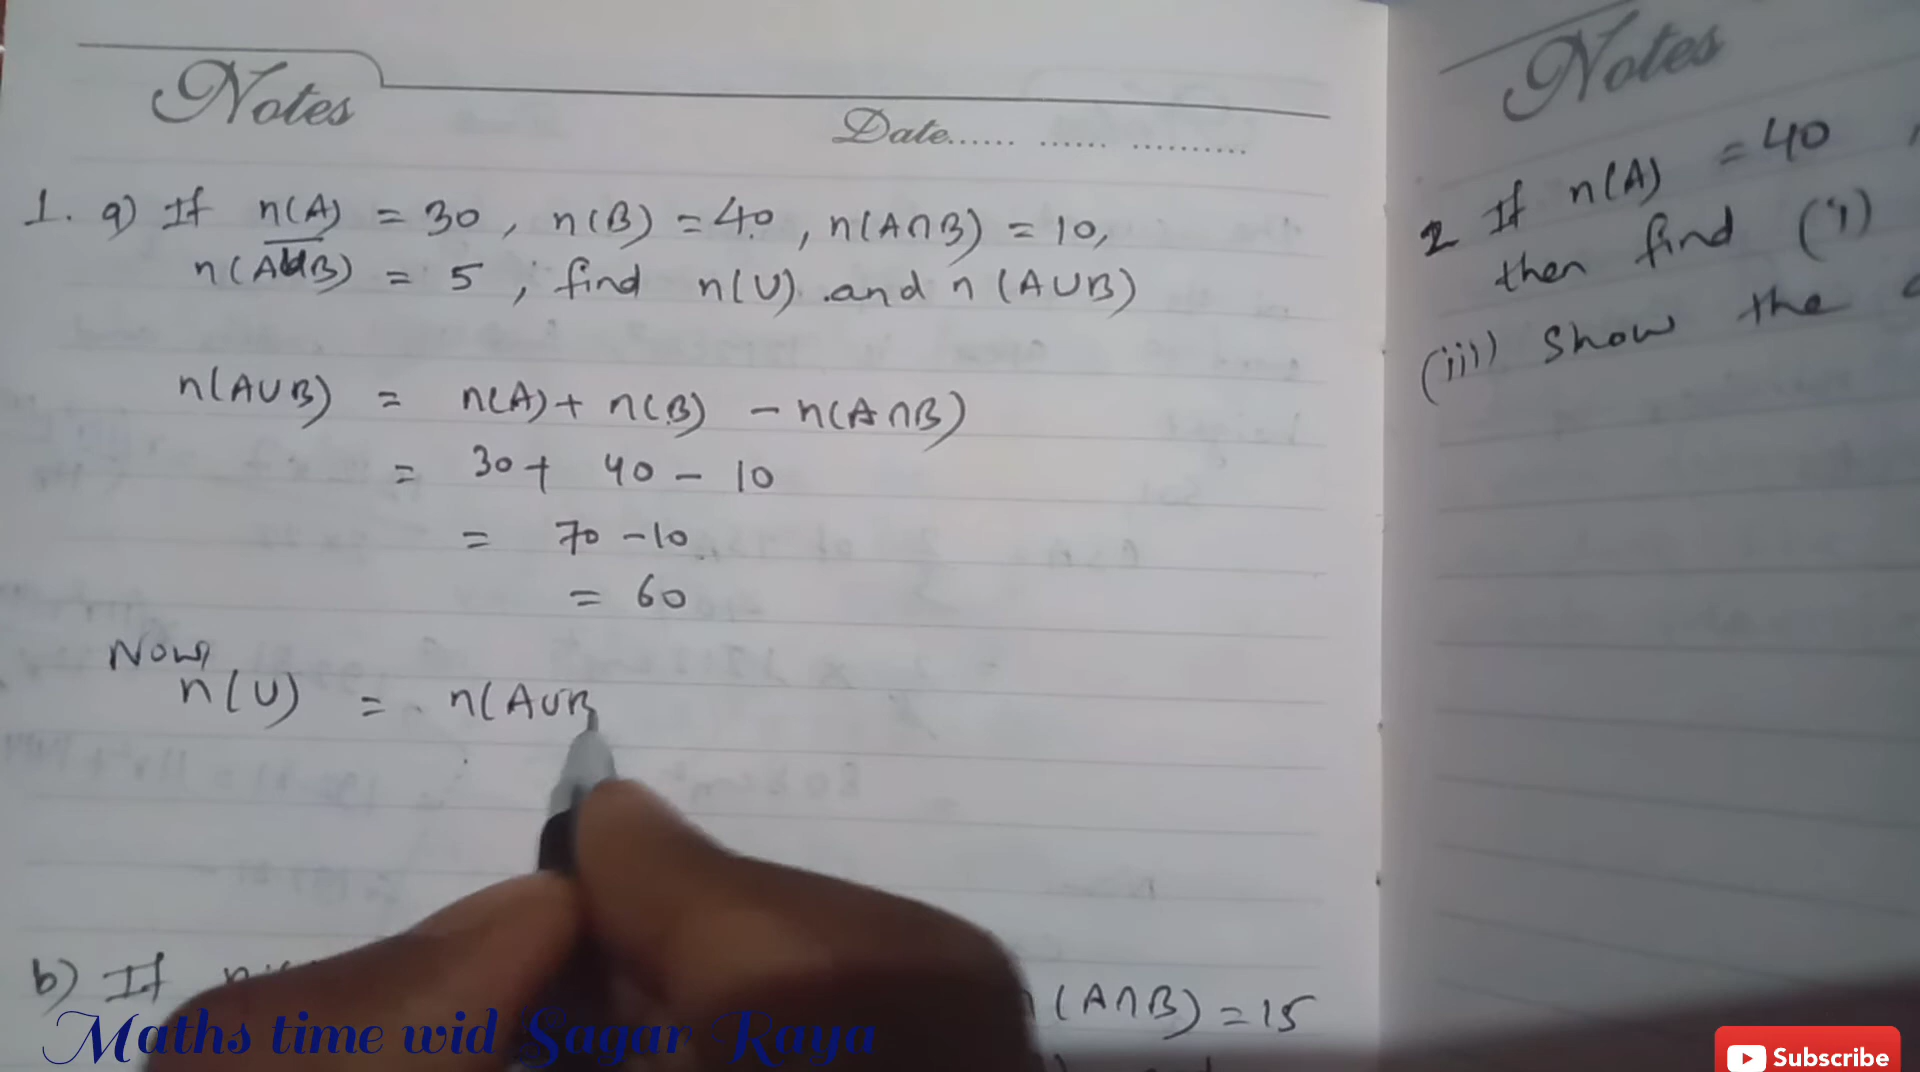 Notes
Date...... ...... ..........
1. a) If n(A) = 30, n(B) = 40, n(A∩B) = 10,
n(A̅∪̅B̅) = 5, find n(U) and n(A∪B)
n(A∪B) = n(A) + n(B) - n(A∩B)
= 30 + 40 - 10
= 70 - 10
= 60
Now,
n(U) = n(A∪B
b) If
(A∩B) = 15
Maths time wid Sagar Raya
Notes
2 If n(A) = 40
then find (i)
(iii) Show the
Subscribe